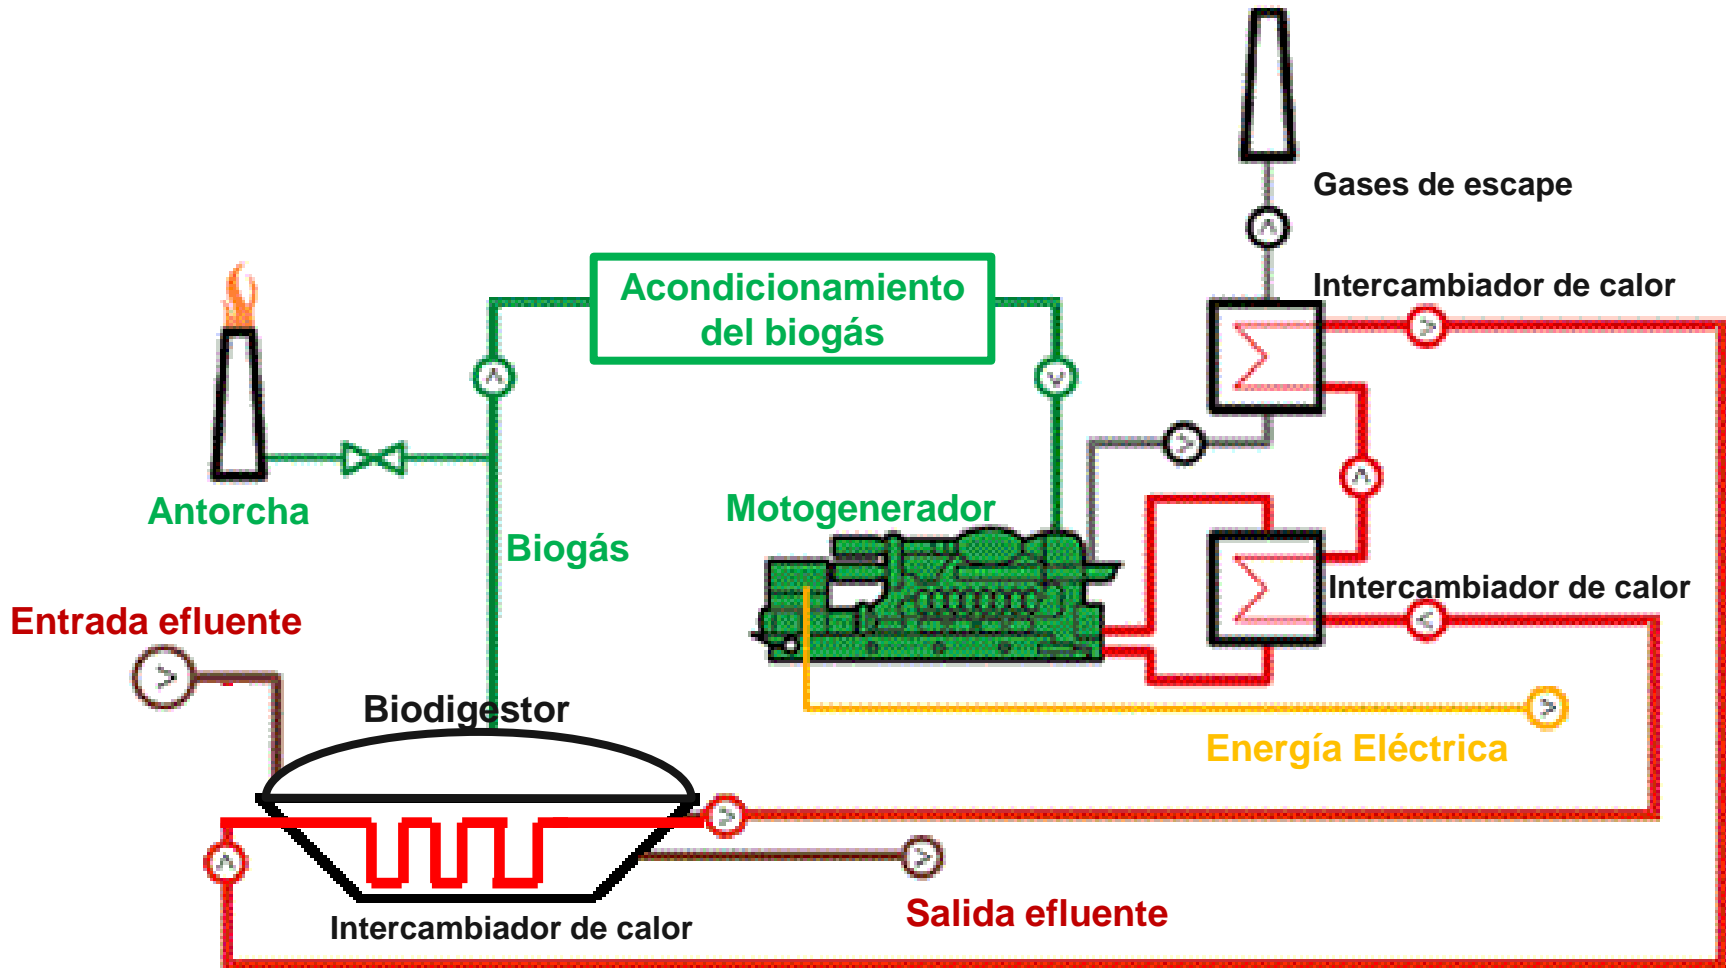 Gases de escape
Intercambiador de calor
Acondicionamiento
del biogás
Antorcha
Motogenerador
Biogás
Intercambiador de calor
Entrada efluente
Biodigestor
Energía Eléctrica
Salida efluente
Intercambiador de calor